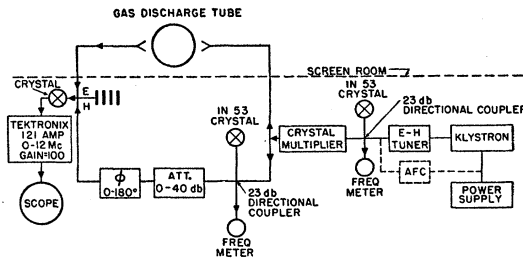 GAS DISCHARGE TUBE
SCREEN ROOM
CRYSTAL
E
H
TEKTRONIX
121 AMP
0-12 Mc
GAIN=100
SCOPE
ϕ
0-180°
ATT.
0-40 db
IN 53
CRYSTAL
23 db
DIRECTIONAL
COUPLER
FREQ
METER
CRYSTAL
MULTIPLIER
IN 53
CRYSTAL
23 db
DIRECTIONAL COUPLER
FREQ
METER
E-H
TUNER
AFC
KLYSTRON
POWER
SUPPLY